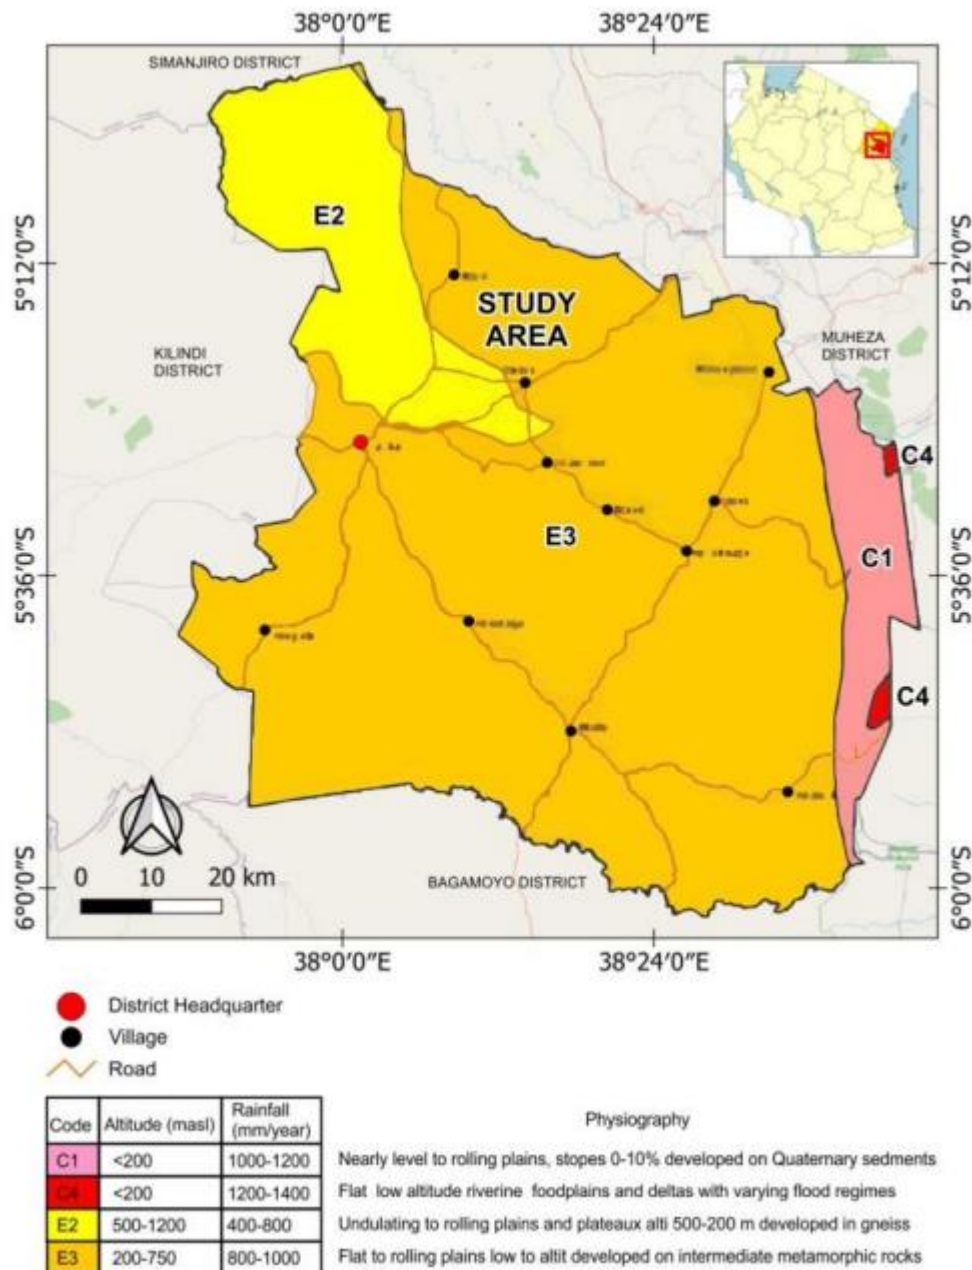 38°0'0"E 38°24'0"E
SIMANJIRO DISTRICT
E2
5°12'0"S
5°12'0"S
STUDY
AREA
MUHEZA
DISTRICT
KILINDI
DISTRICT
C4
E3
C1
5°36'0"S
5°36'0"S
C4
0 10 20 km
BAGAMOYO DISTRICT
6°0'0"S
6°0'0"S
38°0'0"E 38°24'0"E
District Headquarter
Village
Road
Code Altitude (masl) Rainfall (mm/year) Physiography
C1 <200 1000-1200 Nearly level to rolling plains, stopes 0-10% developed on Quaternary sediments
C4 <200 1200-1400 Flat low altitude riverine foodplains and deltas with varying flood regimes
E2 500-1200 400-800 Undulating to rolling plains and plateaux alti 500-200 m developed in gneiss
E3 200-750 800-1000 Flat to rolling plains low to altit developed on intermediate metamorphic rocks